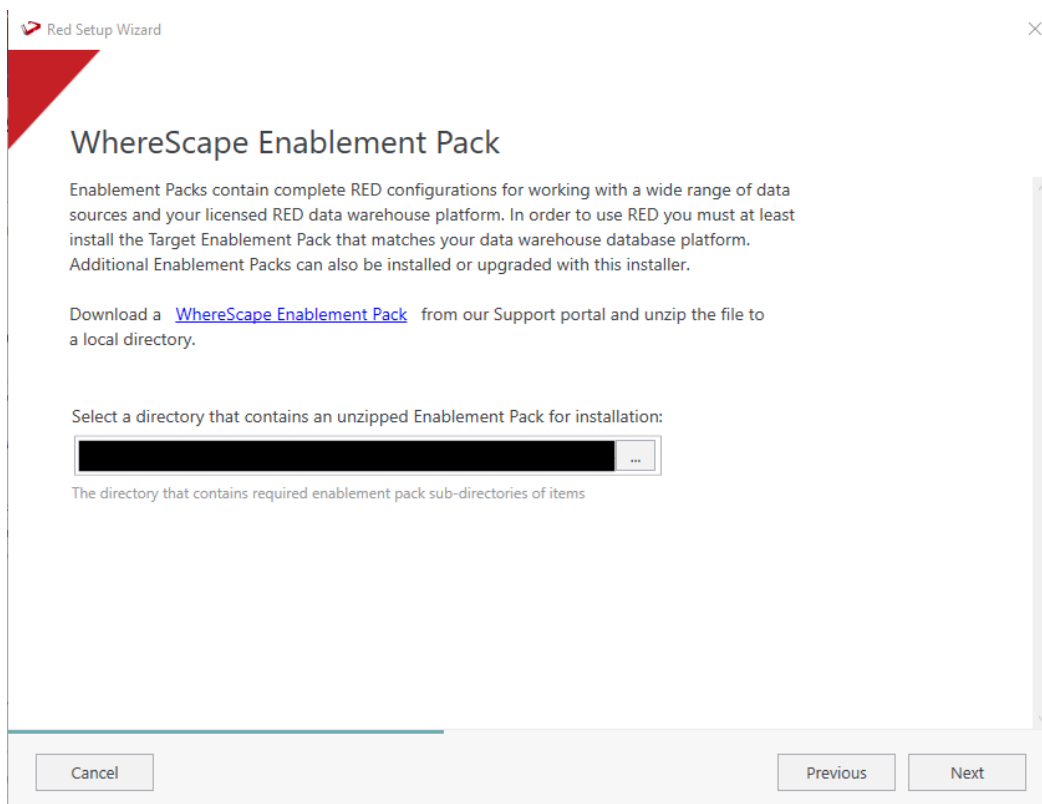 Red Setup Wizard
WhereScape Enablement Pack
Enablement Packs contain complete RED configurations for working with a wide range of data
sources and your licensed RED data warehouse platform. In order to use RED you must at least
install the Target Enablement Pack that matches your data warehouse database platform.
Additional Enablement Packs can also be installed or upgraded with this installer.
Download a WhereScape Enablement Pack from our Support portal and unzip the file to
a local directory.
Select a directory that contains an unzipped Enablement Pack for installation:
...
The directory that contains required enablement pack sub-directories of items
Cancel Previous Next